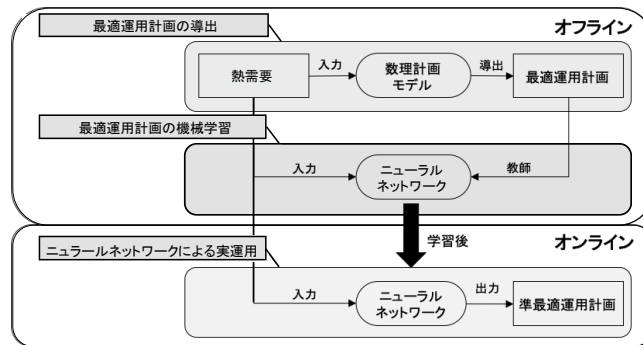 最適運用計画の導出
オフライン
熱需要
入力
数理計画
モデル
導出
最適運用計画
最適運用計画の機械学習
入力
ニューラル
ネットワーク
教師
学習後
オンライン
ニュラールネットワークによる実運用
入力
ニューラル
ネットワーク
出力
準最適運用計画